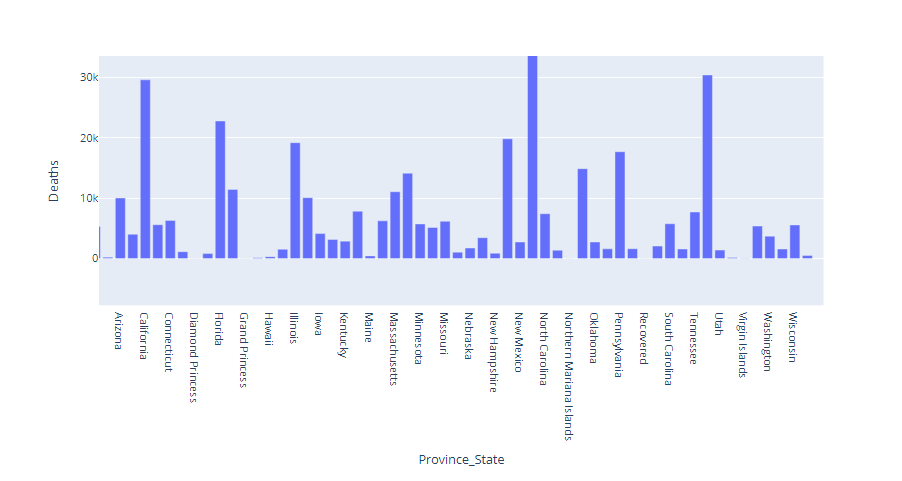 30k
20k
10k
0
Deaths
Arizona
California
Connecticut
Diamond Princess
Florida
Grand Princess
Hawaii
Illinois
Iowa
Kentucky
Maine
Massachusetts
Minnesota
Missouri
Nebraska
New Hampshire
New Mexico
North Carolina
Northern Mariana Islands
Oklahoma
Pennsylvania
Recovered
South Carolina
Tennessee
Utah
Virgin Islands
Washington
Wisconsin
Province_State